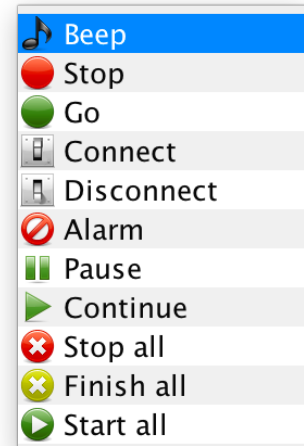 Beep
Stop
Go
Connect
Disconnect
Alarm
Pause
Continue
Stop all
Finish all
Start all